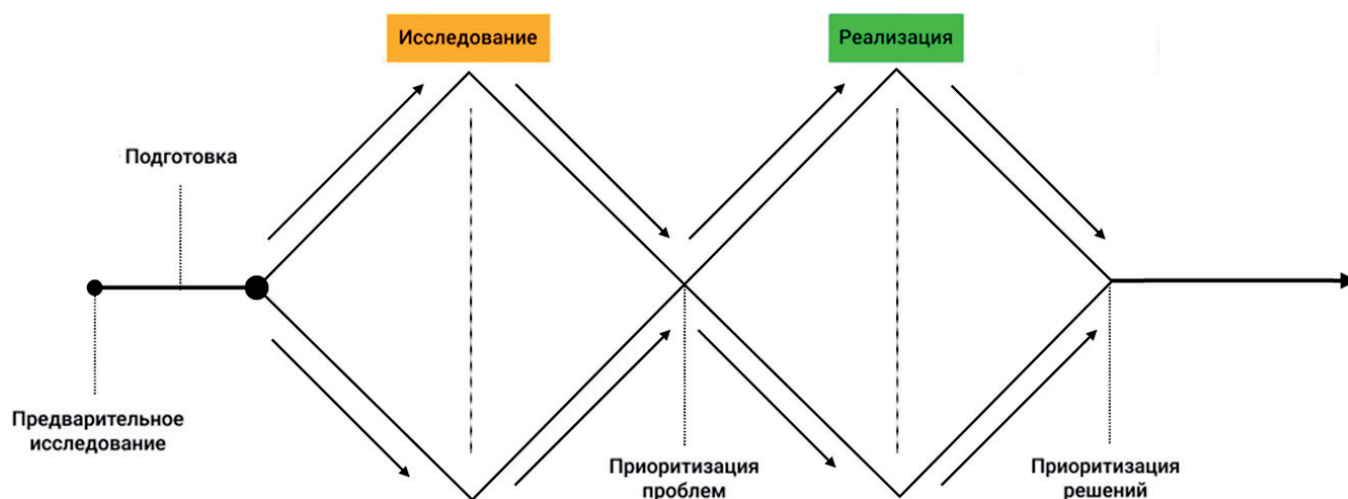 Исследование
Реализация
Подготовка
Предварительное
исследование
Приоритизация
проблем
Приоритизация
решений